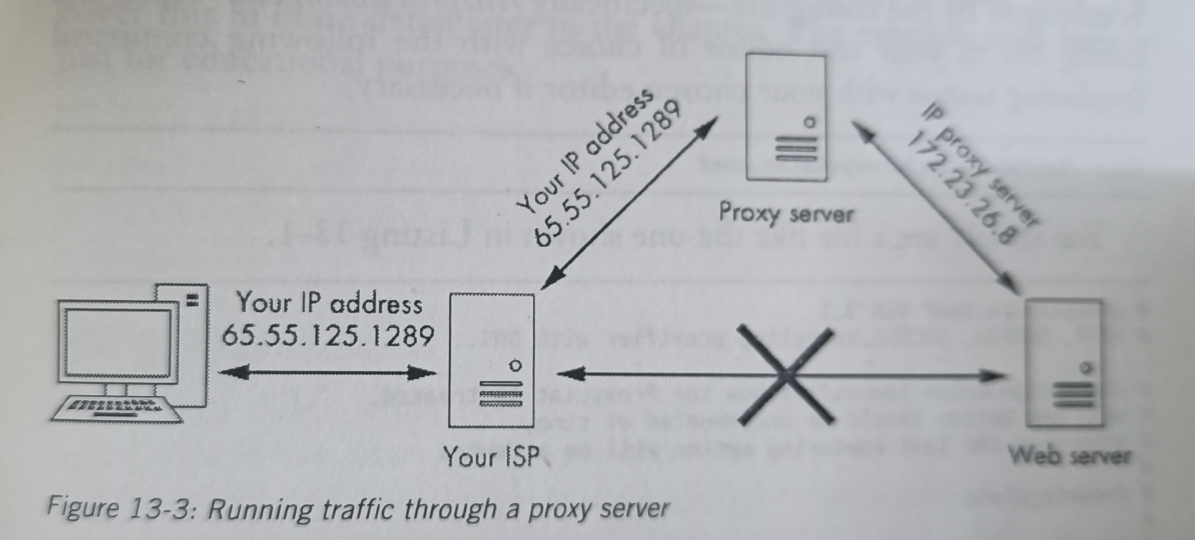 Your IP address
65.55.125.1289
IP proxy server
172.23.26.8
Proxy server
Your IP address
65.55.125.1289
Your ISP
Web server
Figure 13-3: Running traffic through a proxy server